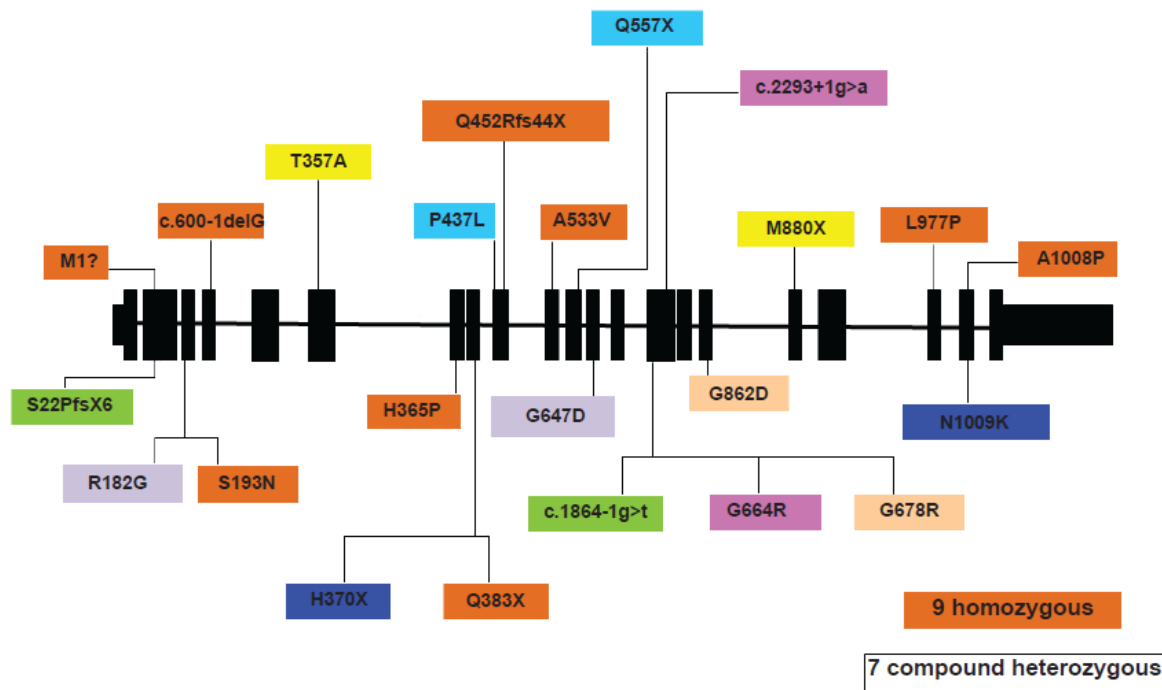 Q557X
c.2293+1g>a
Q452Rfs44X
T357A
c.600-1delG
P437L
A533V
M880X
L977P
M1?
A1008P
S22PfsX6
H365P
G647D
G862D
N1009K
R182G
S193N
c.1864-1g>t
G664R
G678R
H370X
Q383X
9 homozygous
7 compound heterozygous